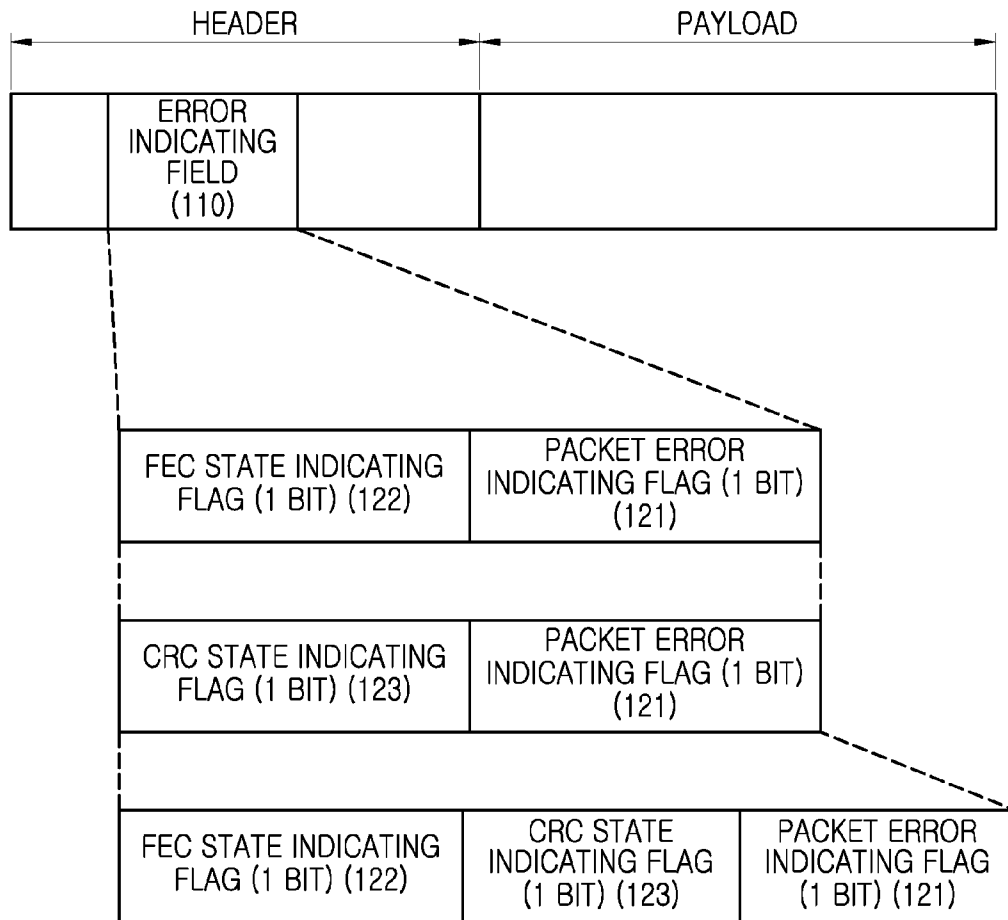 HEADER
PAYLOAD
ERROR
INDICATING
FIELD
(110)
FEC STATE INDICATING
FLAG (1 BIT) (122)
PACKET ERROR
INDICATING FLAG (1 BIT)
(121)
CRC STATE INDICATING
FLAG (1 BIT) (123)
PACKET ERROR
INDICATING FLAG (1 BIT)
(121)
FEC STATE INDICATING
FLAG (1 BIT) (122)
CRC STATE
INDICATING FLAG
(1 BIT) (123)
PACKET ERROR
INDICATING FLAG
(1 BIT) (121)